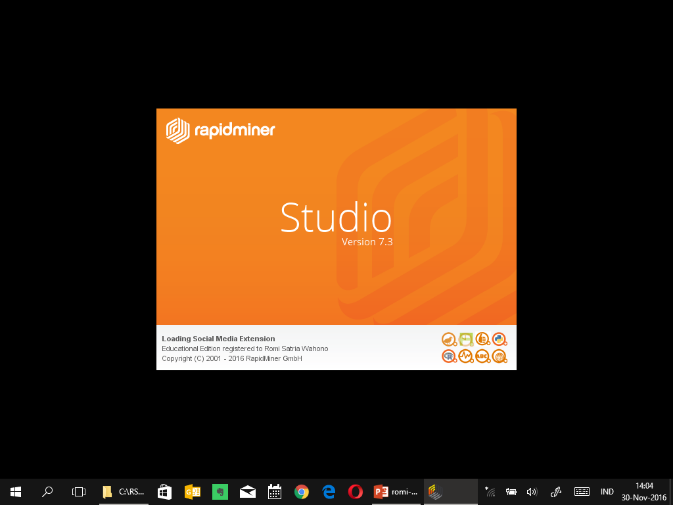 rapidminer
Studio
Version 7.3
Loading Social Media Extension
Educational Edition registered to Romi Satria Wahono
Copyright (C) 2001 - 2016 RapidMiner GmbH
C:\RS...
romi-...
IND
14:04
30-Nov-2016